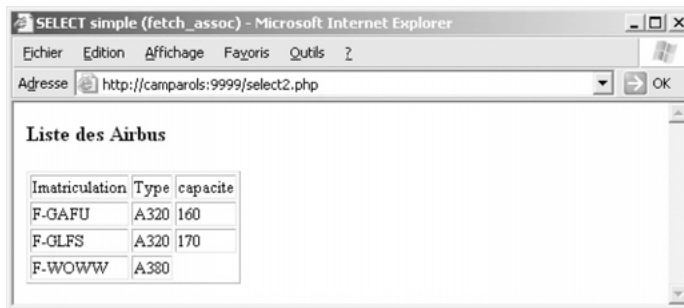 SELECT simple (fetch_assoc) - Microsoft Internet Explorer
Fichier Edition Affichage Favoris Outils ?
Adresse http://camparols:9999/select2.php OK
Liste des Airbus
Imatriculation Type capacite
F-GAFU A320 160
F-GLFS A320 170
F-WOWW A380